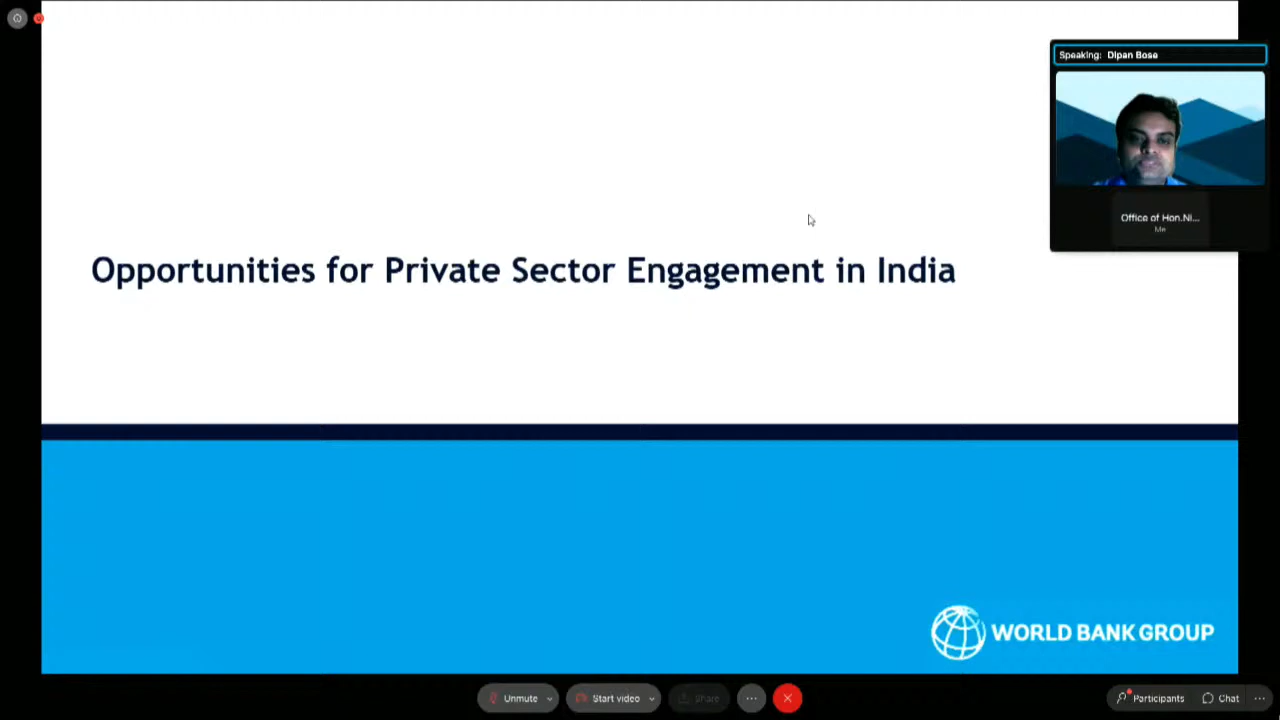 Speaking: Dipan Bose
Office of Hon.Ni...
Me
Opportunities for Private Sector Engagement in India
WORLD BANK GROUP
Unmute
Start video
Share
Participants
Chat